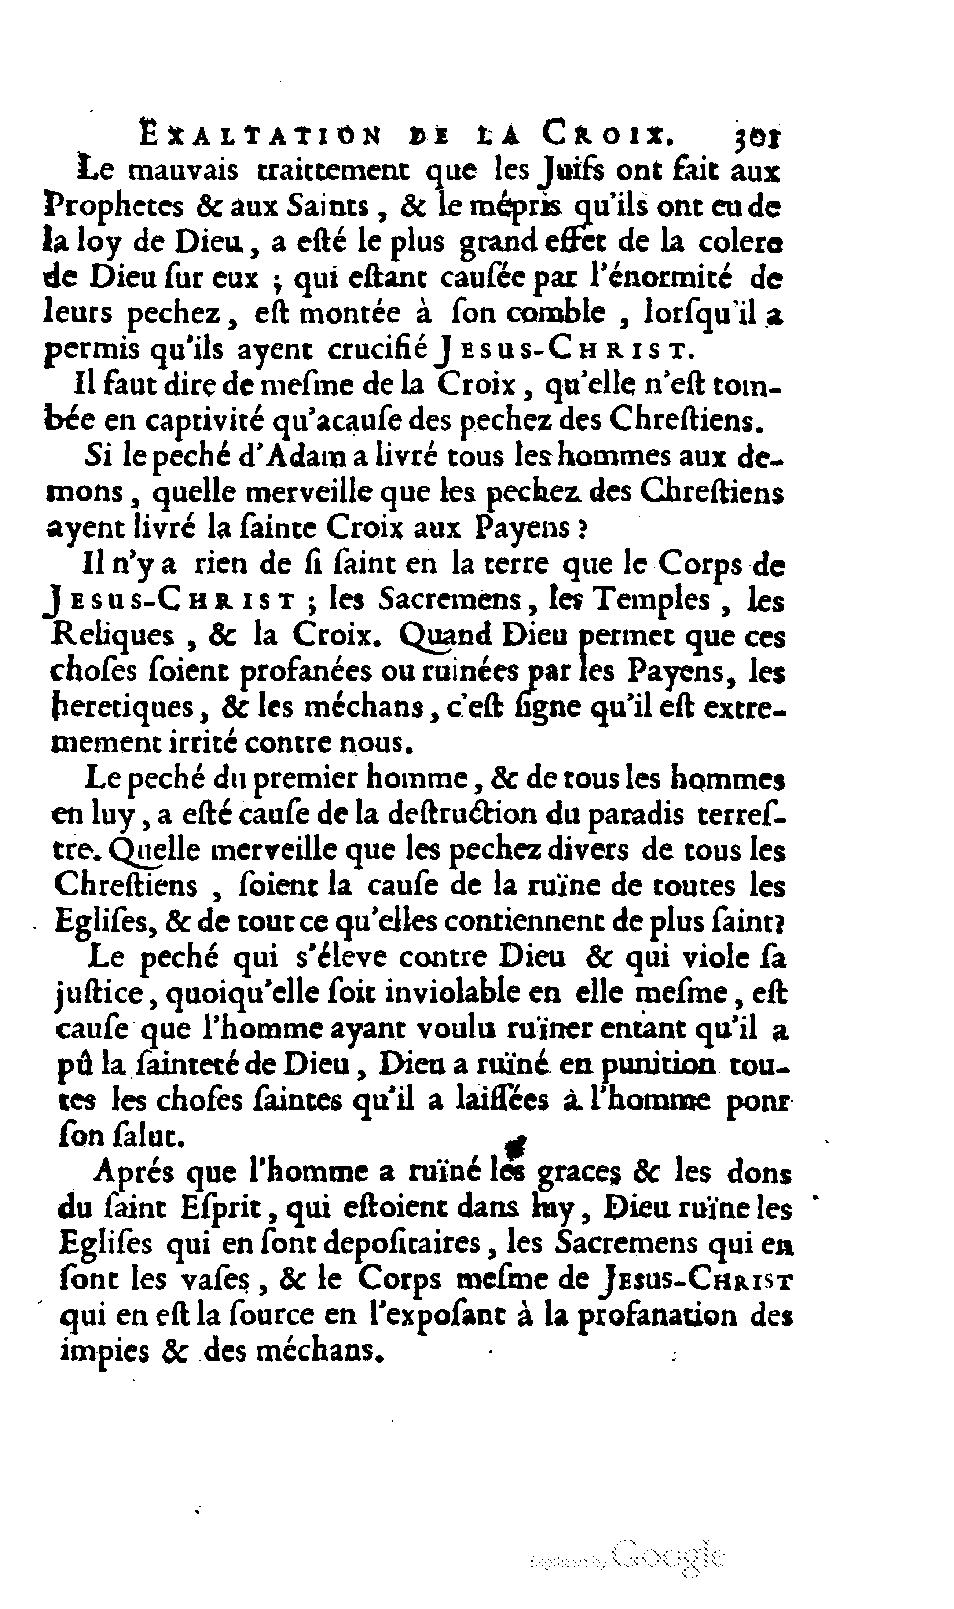 EXALTATION DE LA CROIX. 301
Le mauvais traittement que les Juifs ont fait aux
Prophetes & aux Saints, & le mépris qu'ils ont eu de
la loy de Dieu, a eſté le plus grand effet de la colere
de Dieu ſur eux ; qui eſtant cauſée par l'énormité de
leurs pechez, eſt montée à ſon comble, lorſqu'il a
permis qu'ils ayent crucifié JESUS-CHRIST.
Il faut dire de meſme de la Croix, qu'elle n'eſt tom-
bée en captivité qu'acauſe des pechez des Chreſtiens.
Si le peché d'Adam a livré tous les hommes aux de-
mons, quelle merveille que les pechez des Chreſtiens
ayent livré la ſainte Croix aux Payens ?
Il n'y a rien de ſi ſaint en la terre que le Corps de
JESUS-CHRIST ; les Sacremens, les Temples, les
Reliques, & la Croix. Quand Dieu permet que ces
choſes ſoient profanées ou ruinées par les Payens, les
heretiques, & les méchans, c'eſt ſigne qu'il eſt extre-
mement irrité contre nous.
Le peché du premier homme, & de tous les hommes
en luy, a eſté cauſe de la deſtruction du paradis terreſ-
tre. Quelle merveille que les pechez divers de tous les
Chreſtiens, ſoient la cauſe de la ruïne de toutes les
Egliſes, & de tout ce qu'elles contiennent de plus ſaint?
Le peché qui s'éleve contre Dieu & qui viole ſa
juſtice, quoiqu'elle ſoit inviolable en elle meſme, eſt
cauſe que l'homme ayant voulu ruïner entant qu'il a
pû la ſainteté de Dieu, Dieu a ruïné en punition tou-
tes les choſes ſaintes qu'il a laiſſées à l'homme pour
ſon ſalut.
Aprés que l'homme a ruïné les graces & les dons
du ſaint Eſprit, qui eſtoient dans luy, Dieu ruïne les
Egliſes qui en ſont depoſitaires, les Sacremens qui en
ſont les vaſes, & le Corps meſme de JESUS-CHRIST
qui en eſt la ſource en l'expoſant à la profanation des
impies & des méchans.
Digitized by Google